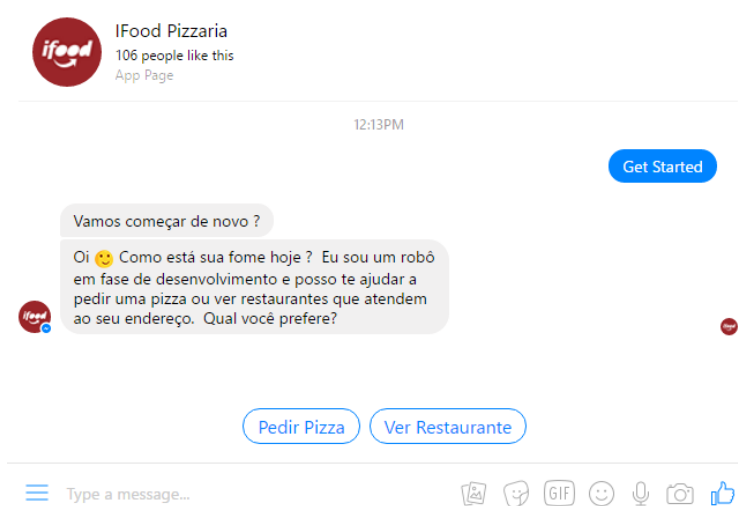 ifood
IFood Pizzaria
106 people like this
App Page
12:13PM
Get Started
Vamos começar de novo ?
Oi 🙂 Como está sua fome hoje ? Eu sou um robô
em fase de desenvolvimento e posso te ajudar a
pedir uma pizza ou ver restaurantes que atendem
ao seu endereço. Qual você prefere?
ifood
ifood
Pedir Pizza
Ver Restaurante
Type a message...
GIF